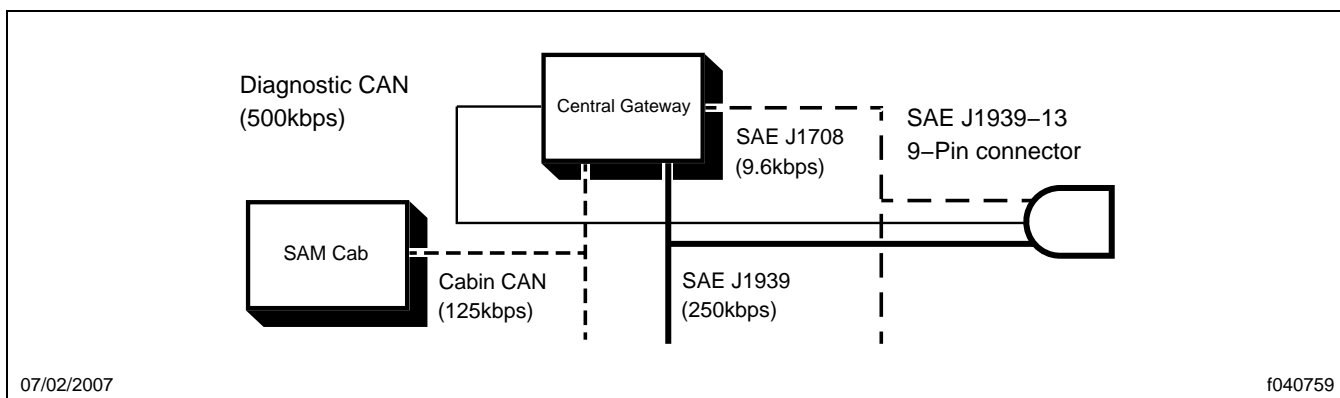 Diagnostic CAN
(500kbps)
Central Gateway
SAE J1708
(9.6kbps)
SAE J1939−13
9−Pin connector
SAM Cab
Cabin CAN
(125kbps)
SAE J1939
(250kbps)
07/02/2007
f040759